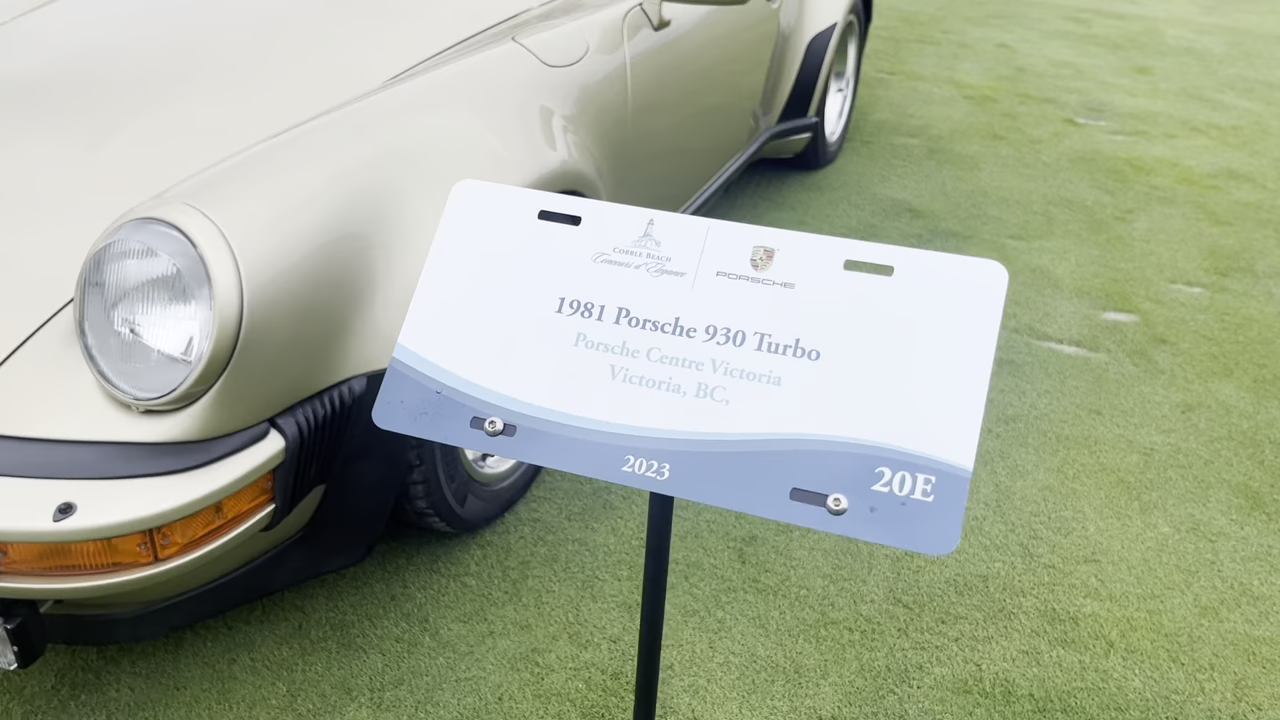 COBBLE BEACH
Concours d'Elegance
PORSCHE
1981 Porsche 930 Turbo
Porsche Centre Victoria
Victoria, BC,
2023
20E